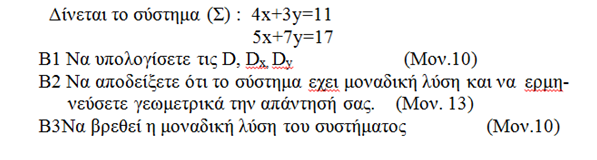 Δίνεται το σύστημα (Σ) : 4x+3y=11
5x+7y=17
Β1 Να υπολογίσετε τις D, Dx, Dy (Μον.10)
Β2 Να αποδείξετε ότι το σύστημα εχει μοναδική λύση και να ερμη-
νεύσετε γεωμετρικά την απάντησή σας. (Μον. 13)
Β3Να βρεθεί η μοναδική λύση του συστήματος (Μον.10)